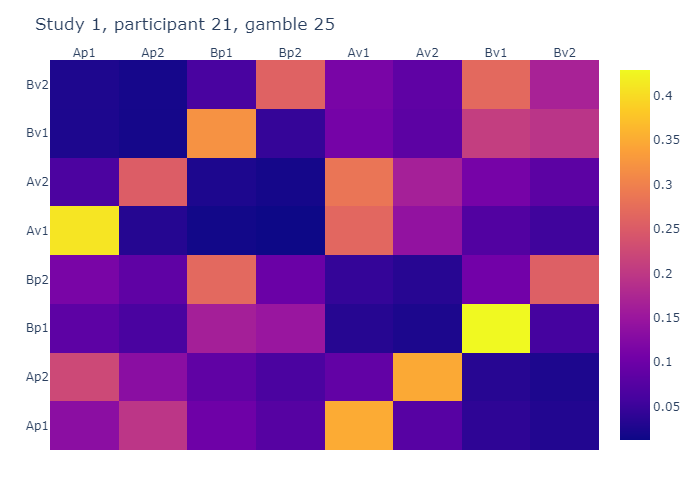 Study 1, participant 21, gamble 25
Ap1 Ap2 Bp1 Bp2 Av1 Av2 Bv1 Bv2
Bv2
Bv1
Av2
Av1
Bp2
Bp1
Ap2
Ap1
0.4
0.35
0.3
0.25
0.2
0.15
0.1
0.05